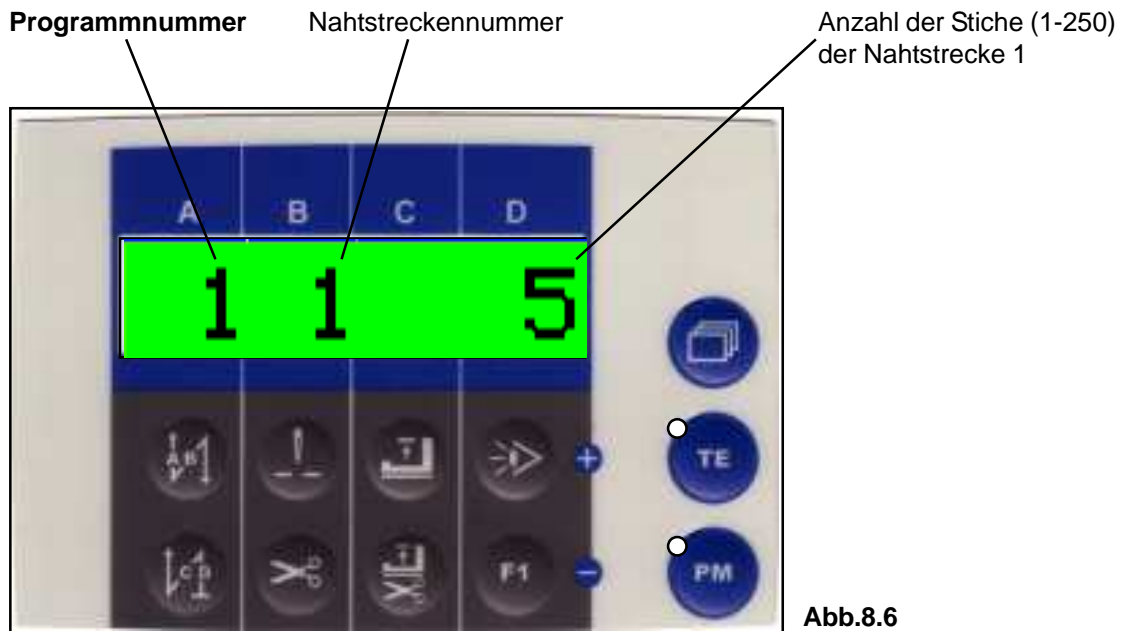 Programmnummer
Nahtstreckennummer
Anzahl der Stiche (1-250)
der Nahtstrecke 1
A B C D
1 1 5
A B
+
TE
C D
F1
-
PM
Abb.8.6